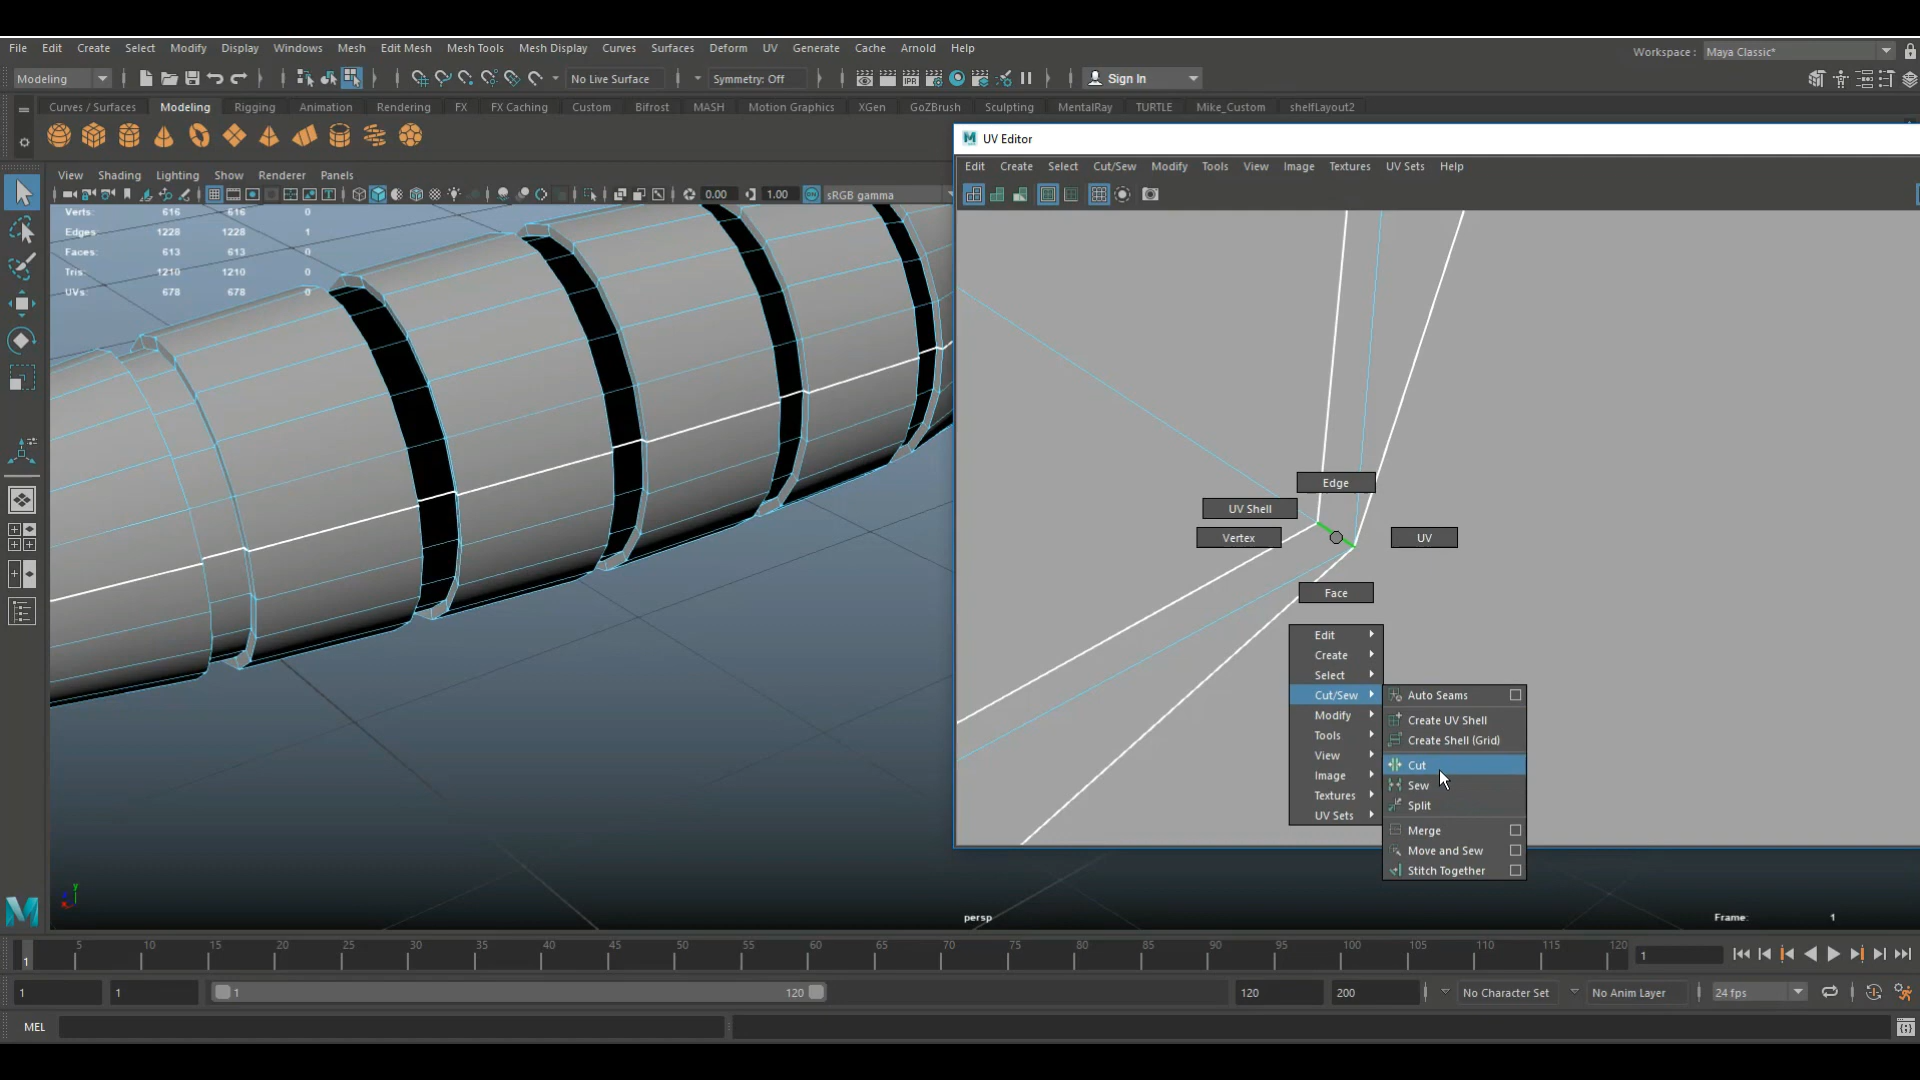 File Edit Create Select Modify Display Windows Mesh Edit Mesh Mesh Tools Mesh Display Curves Surfaces Deform UV Generate Cache Arnold Help
Workspace : Maya Classic*
Modeling No Live Surface Symmetry: Off Sign In
Curves / Surfaces Modeling Rigging Animation Rendering FX FX Caching Custom Bifrost MASH Motion Graphics XGen GoZBrush Sculpting MentalRay TURTLE Mike_Custom shelfLayout2
M UV Editor
Edit Create Select Cut/Sew Modify Tools View Image Textures UV Sets Help
View Shading Lighting Show Renderer Panels
0.00 1.00 sRGB gamma
Verts: 616 616 0
Edges: 1228 1228 1
Faces: 613 613 0
Tris: 1210 1210 0
UVs: 678 678 0
Edge
UV Shell
Vertex
UV
Face
Edit
Create
Select
Cut/Sew
Modify
Tools
View
Image
Textures
UV Sets
Auto Seams
Create UV Shell
Create Shell (Grid)
Cut
Sew
Split
Merge
Move and Sew
Stitch Together
persp
Frame: 1
5 10 15 20 25 30 35 40 45 50 55 60 65 70 75 80 85 90 95 100 105 110 115 120
1
1
1 1 1 120 120 200 No Character Set No Anim Layer 24 fps
MEL